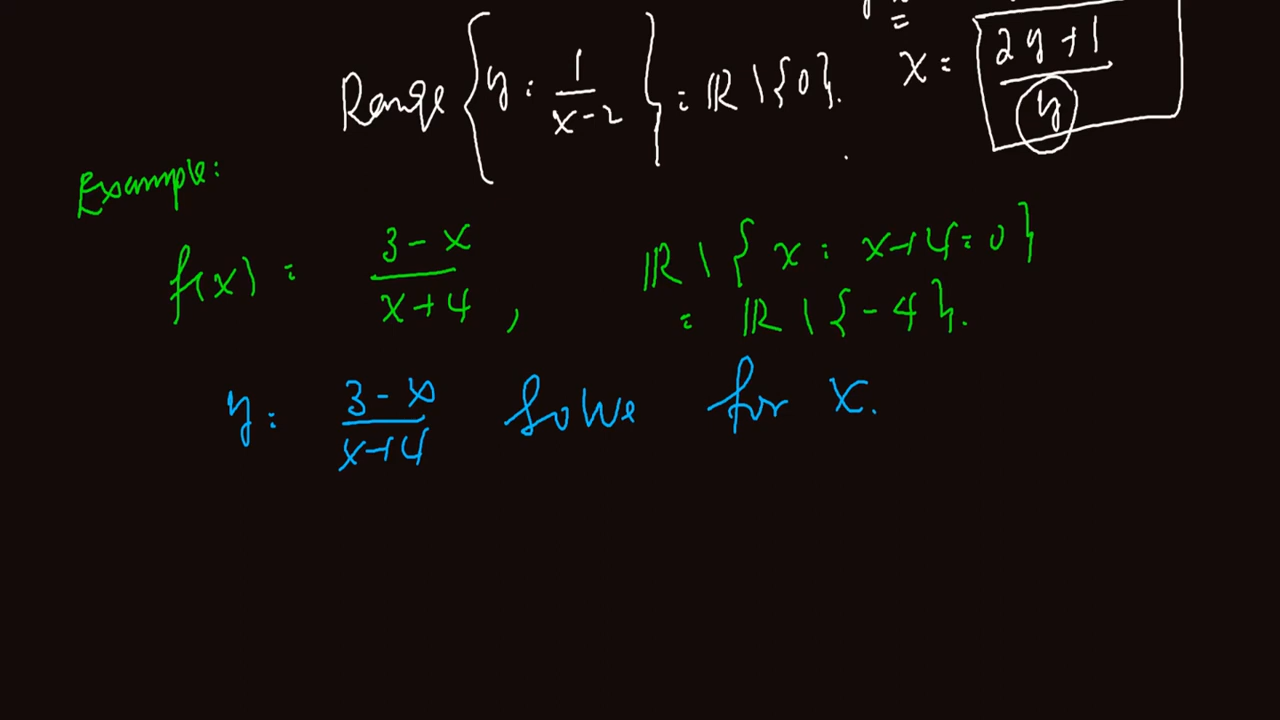 Range { y = 1/(x-2) } = ℝ \ {0}.
x = (2y+1)/y
Example:
f(x) = (3-x)/(x+4) , ℝ \ { x : x+4=0 }
= ℝ \ {-4}.
y = (3-x)/(x+4) Solve for x.